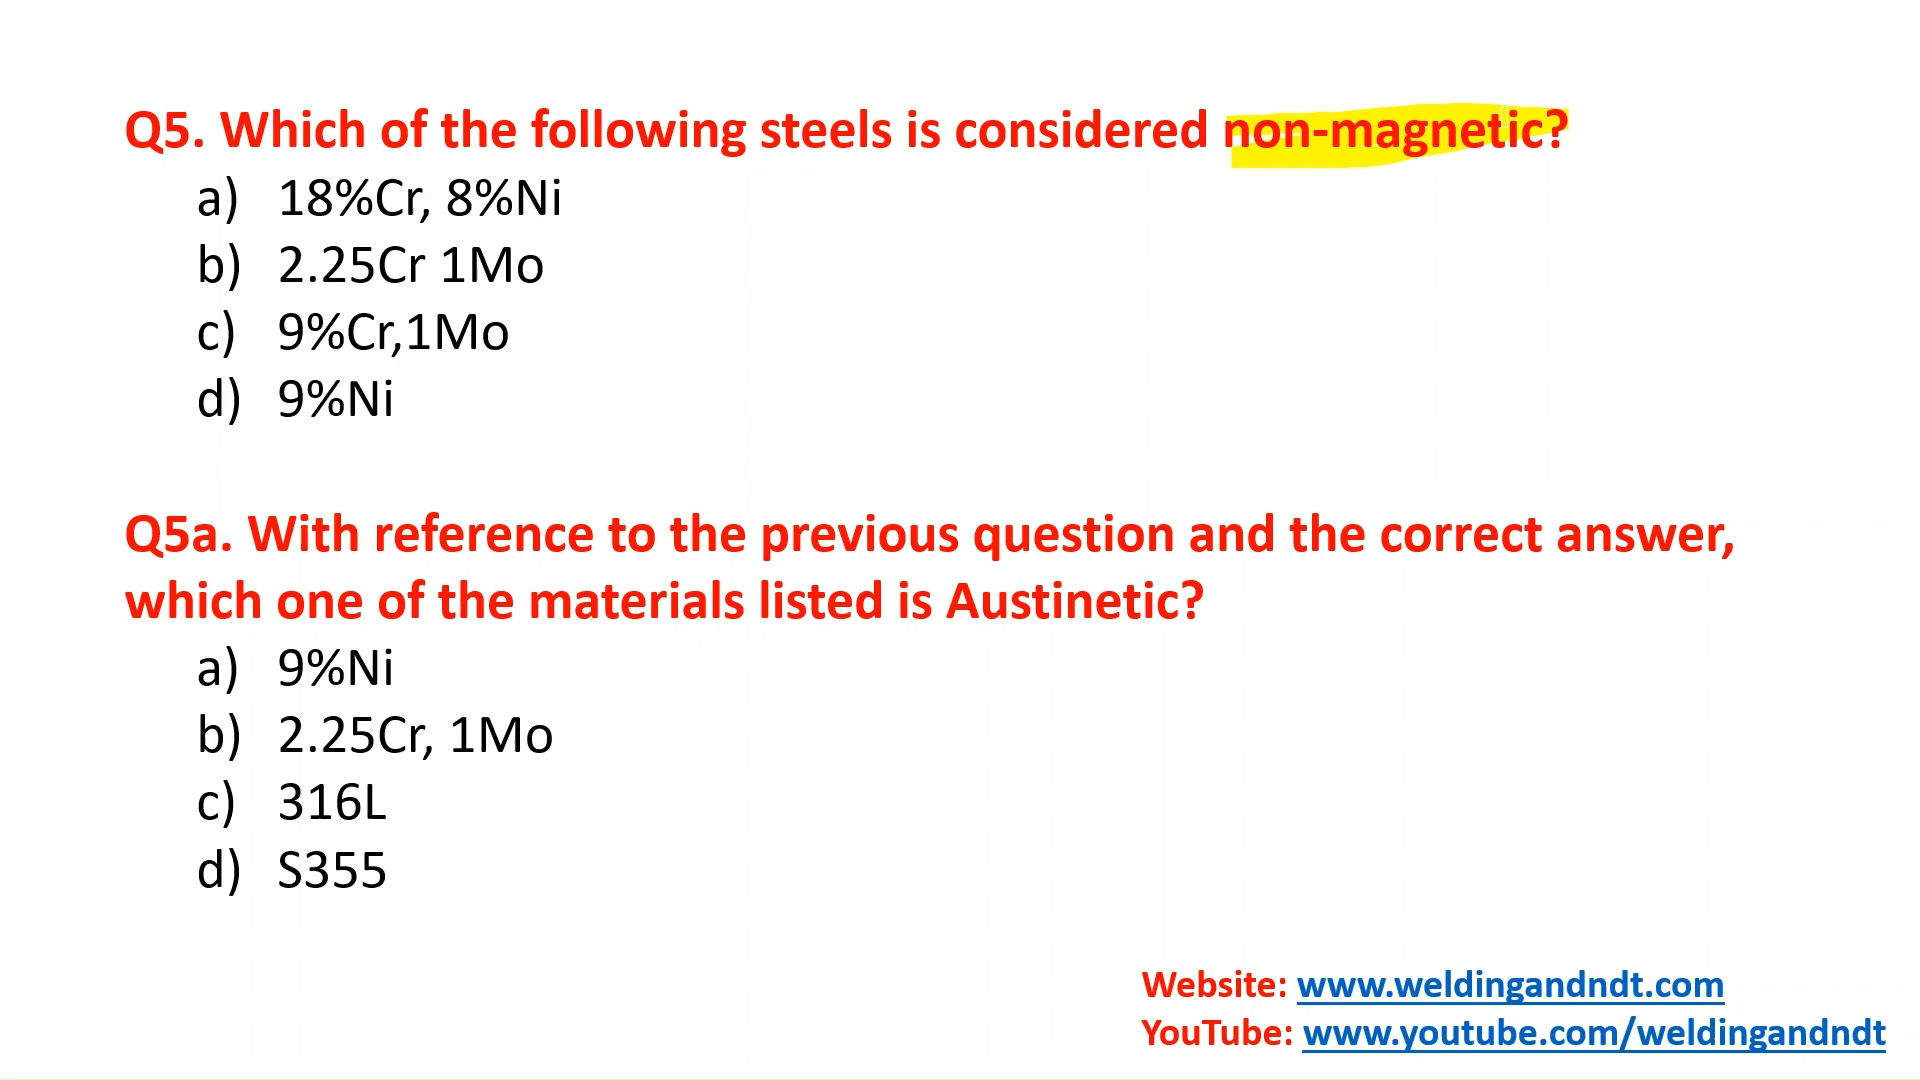 Q5. Which of the following steels is considered non-magnetic?
a) 18%Cr, 8%Ni
b) 2.25Cr 1Mo
c) 9%Cr,1Mo
d) 9%Ni
Q5a. With reference to the previous question and the correct answer,
which one of the materials listed is Austinetic?
a) 9%Ni
b) 2.25Cr, 1Mo
c) 316L
d) S355
Website: www.weldingandndt.com
YouTube: www.youtube.com/weldingandndt